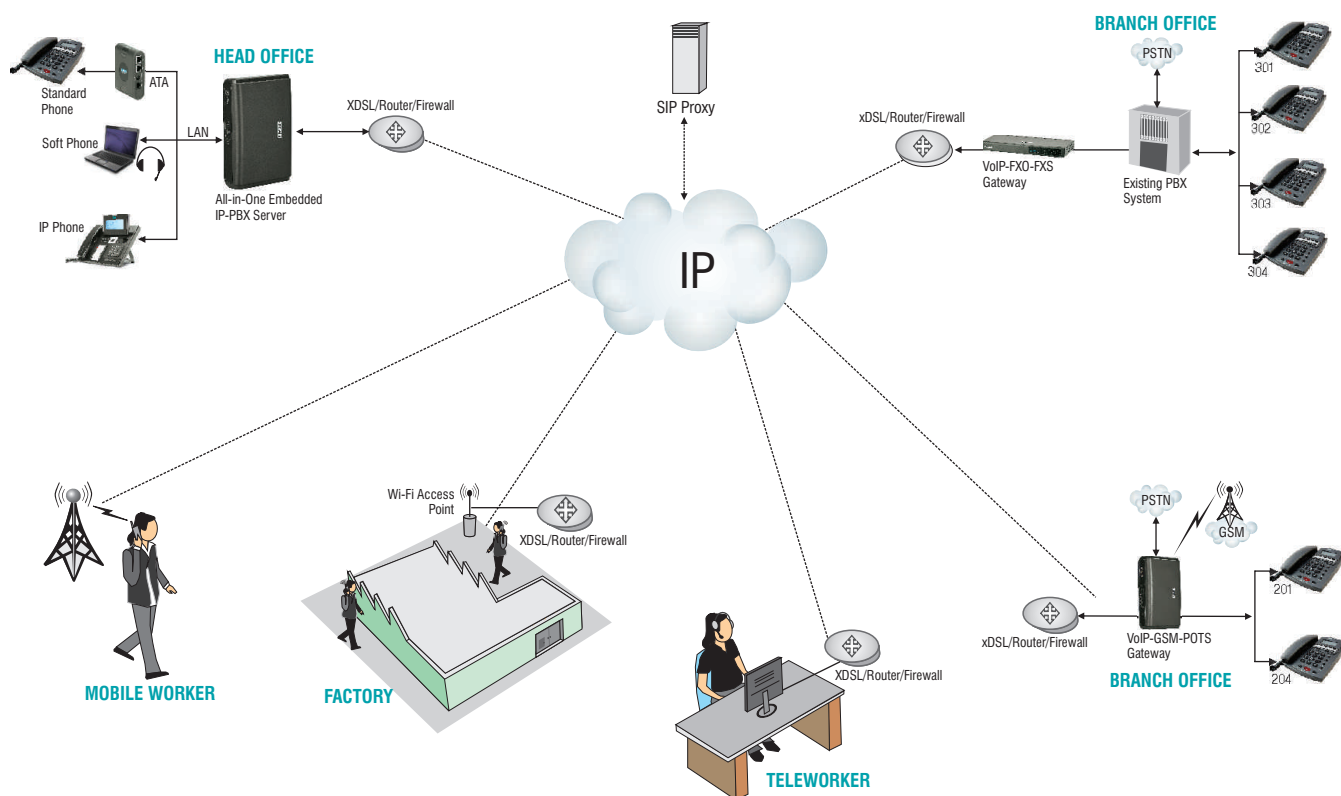 HEAD OFFICE
ATA
Standard
Phone
LAN
Soft Phone
IP Phone
All-in-One Embedded
IP-PBX Server
XDSL/Router/Firewall
SIP Proxy
IP
BRANCH OFFICE
PSTN
xDSL/Router/Firewall
VoIP-FXO-FXS
Gateway
Existing PBX
System
301
302
303
304
MOBILE WORKER
Wi-Fi Access
Point
XDSL/Router/Firewall
FACTORY
XDSL/Router/Firewall
TELEWORKER
PSTN
GSM
xDSL/Router/Firewall
VoIP-GSM-POTS
Gateway
201
204
BRANCH OFFICE